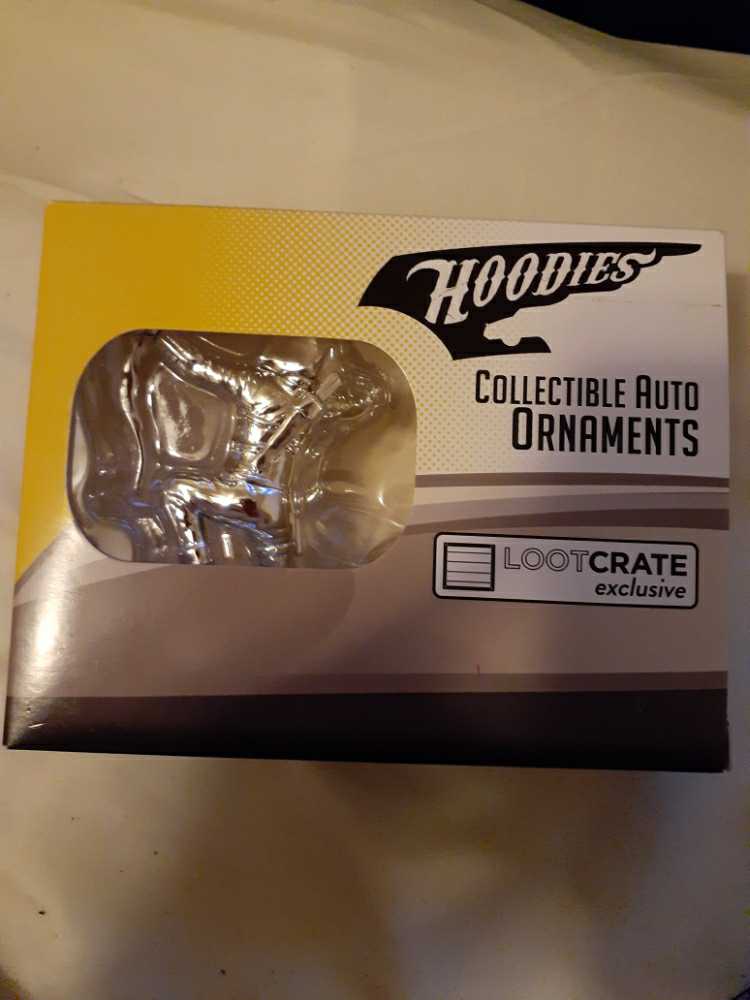 HOODIES
COLLECTIBLE AUTO
ORNAMENTS
LOOTCRATE
exclusive